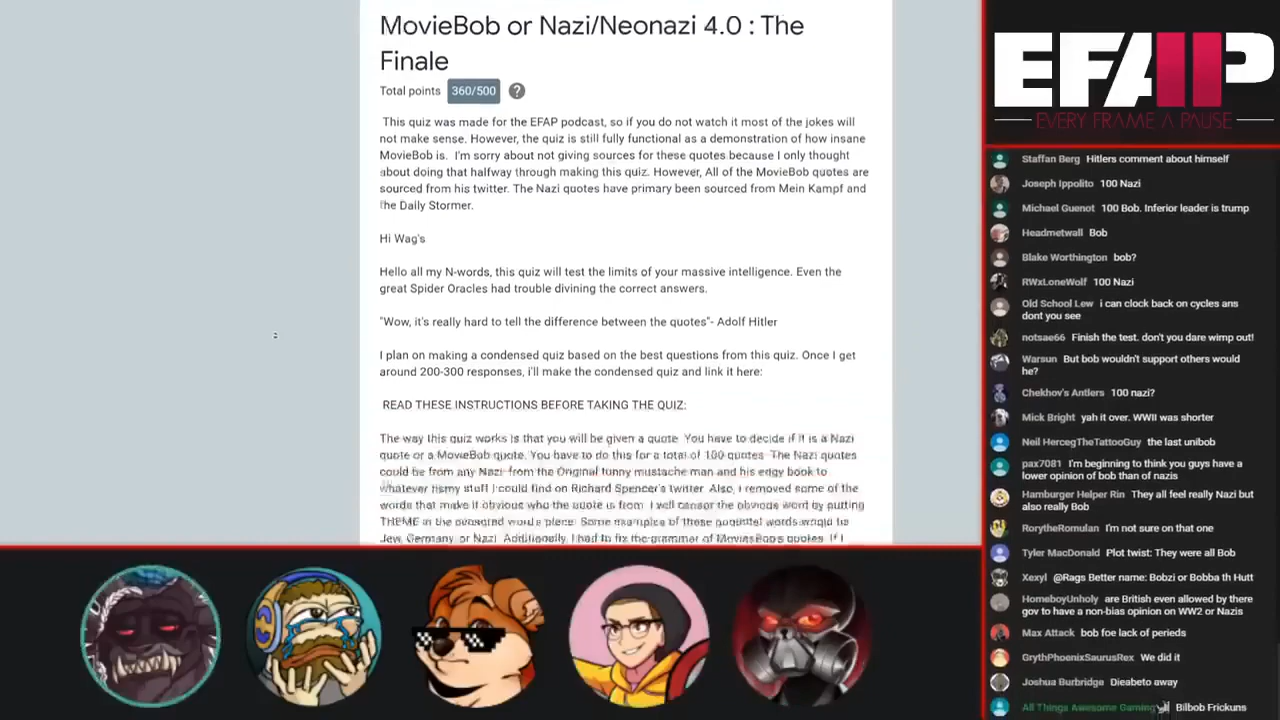 MovieBob or Nazi/Neonazi 4.0 : The
Finale
Total points 360/500 ?
This quiz was made for the EFAP podcast, so if you do not watch it most of the jokes will
not make sense. However, the quiz is still fully functional as a demonstration of how insane
MovieBob is. I'm sorry about not giving sources for these quotes because I only thought
about doing that halfway through making this quiz. However, All of the MovieBob quotes are
sourced from his twitter. The Nazi quotes have primary been sourced from Mein Kampf and
the Daily Stormer.
Hi Wag's
Hello all my N-words, this quiz will test the limits of your massive intelligence. Even the
great Spider Oracles had trouble divining the correct answers.
"Wow, it's really hard to tell the difference between the quotes"- Adolf Hitler
I plan on making a condensed quiz based on the best questions from this quiz. Once I get
around 200-300 responses, i'll make the condensed quiz and link it here:
READ THESE INSTRUCTIONS BEFORE TAKING THE QUIZ:
The way this quiz works is that you will be given a quote. You have to decide if it is a Nazi
quote or a MovieBob quote. You have to do this for a total of 100 quotes. The Nazi quotes
could be from any Nazi from the Original funny mustache man and his edgy book to
whatever stuff I could find on Richard Spencer's twitter. Also, I removed some of the
words that make it obvious who the quote is from. I will censor the obvious word by putting
THEME in the censored words place. Some examples of these words would be
Jew, Germany, or Nazi. Additionally, I had to fix the grammar of MovieBob's quotes. If I
EFAP
EVERY FRAME A PAUSE
Staffan Berg Hitlers comment about himself
Joseph Ippolito 100 Nazi
Michael Guenot 100 Bob. Inferior leader is trump
Headmetwall Bob
Blake Worthington bob?
RWxLoneWolf 100 Nazi
Old School Lew i can clock back on cycles ans
dont you see
notsae66 Finish the test. don't you dare wimp out!
Warsun But bob wouldn't support others would
he?
Chekhov's Antlers 100 nazi?
Mick Bright yah it over. WWII was shorter
Neil HercegTheTattooGuy the last unibob
pax7081 I'm beginning to think you guys have a
lower opinion of bob than of nazis
Hamburger Helper Rin They all feel really Nazi but
also really Bob
RorytheRomulan I'm not sure on that one
Tyler MacDonald Plot twist: They were all Bob
Xexyl @Rags Better name: Bobzi or Bobba th Hutt
HomeboyUnholy are British even allowed by there
gov to have a non-bias opinion on WW2 or Nazis
Max Attack bob foe lack of perieds
GrythPhoenixSaurusRex We did it
Joshua Burbridge Dieabeto away
All Things Awesome Gaming Bilbob Frickuns